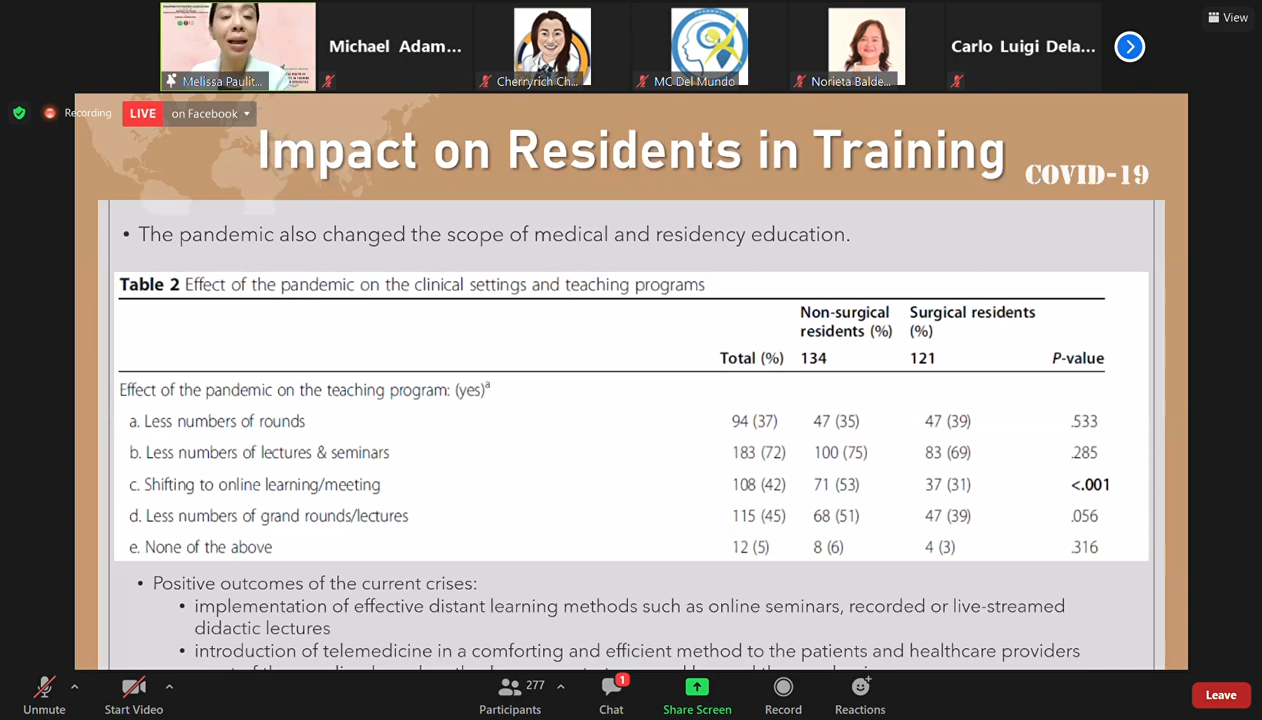 View
Michael Adam...
Carlo Luigi Dela...
Melissa Paulit...
Cherryrich Ch...
MC Del Mundo
Norieta Balde...
Recording
LIVE on Facebook
Impact on Residents in Training
COVID-19
• The pandemic also changed the scope of medical and residency education.
Table 2 Effect of the pandemic on the clinical settings and teaching programs
Non-surgical residents (%) Surgical residents (%)
Total (%) 134 121 P-value
Effect of the pandemic on the teaching program: (yes)a
a. Less numbers of rounds 94 (37) 47 (35) 47 (39) .533
b. Less numbers of lectures & seminars 183 (72) 100 (75) 83 (69) .285
c. Shifting to online learning/meeting 108 (42) 71 (53) 37 (31) <.001
d. Less numbers of grand rounds/lectures 115 (45) 68 (51) 47 (39) .056
e. None of the above 12 (5) 8 (6) 4 (3) .316
• Positive outcomes of the current crises:
• implementation of effective distant learning methods such as online seminars, recorded or live-streamed
didactic lectures
• introduction of telemedicine in a comforting and efficient method to the patients and healthcare providers
Unmute
Start Video
277
Participants
1
Chat
Share Screen
Record
Reactions
Leave